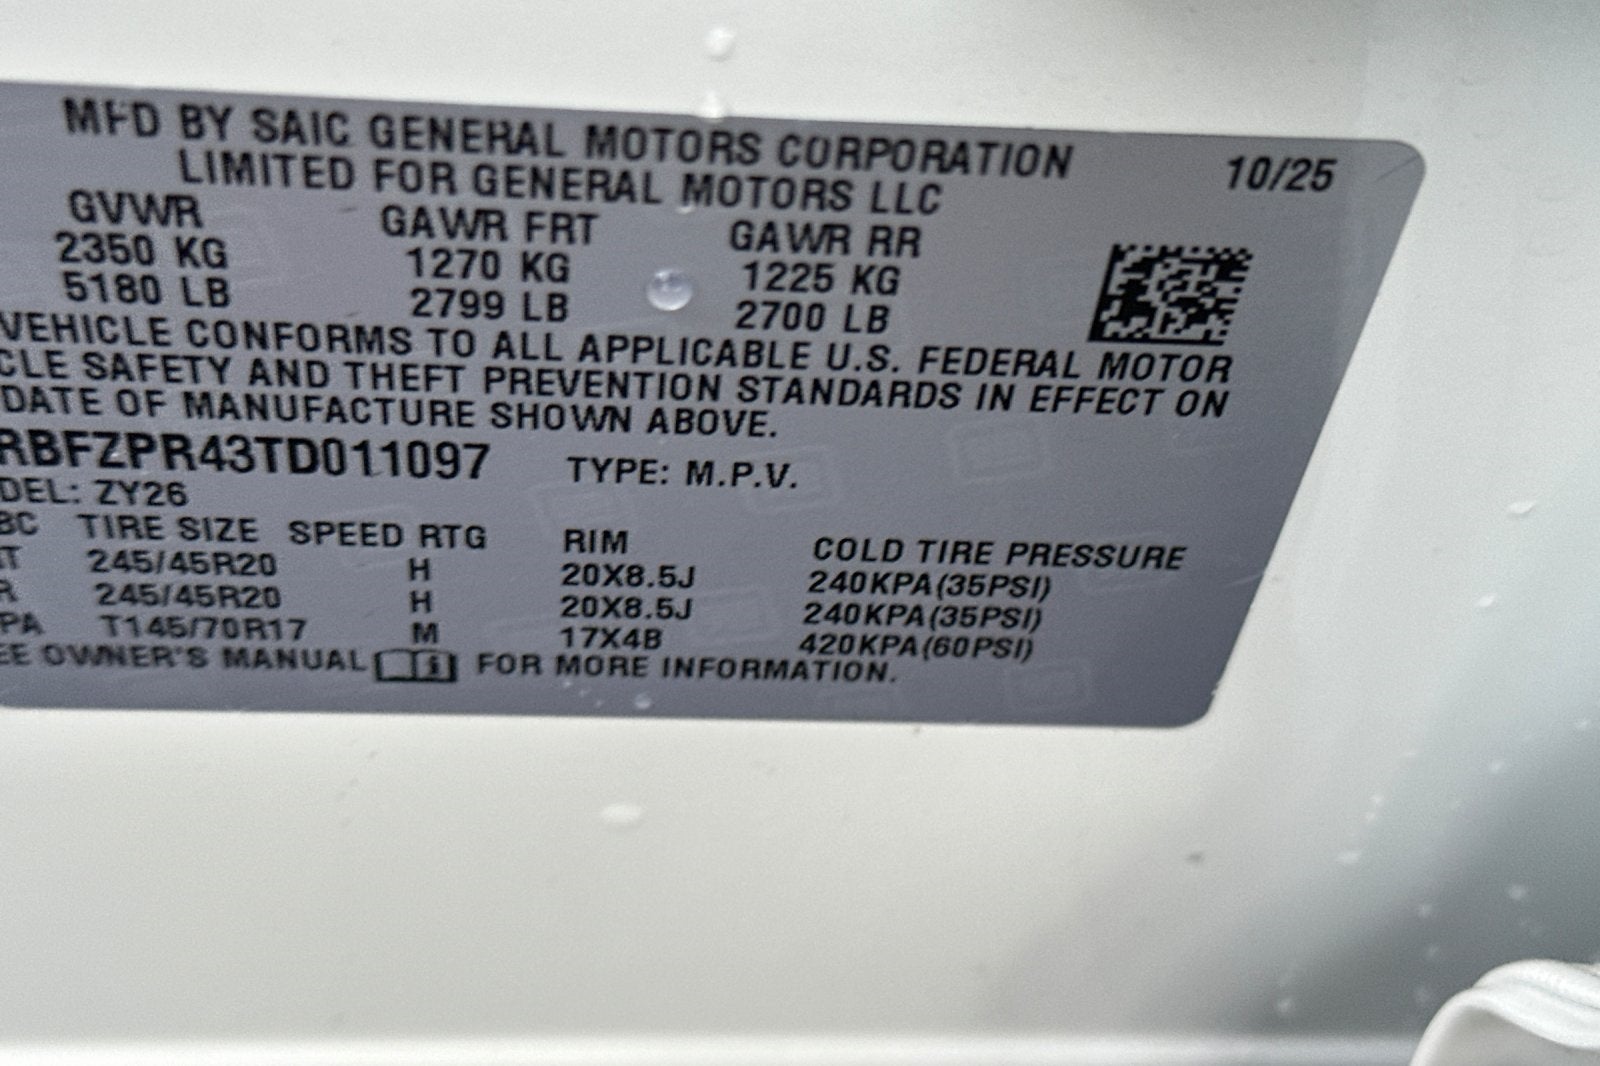 MFD BY SAIC GENERAL MOTORS CORPORATION 10/25
LIMITED FOR GENERAL MOTORS LLC
GVWR GAWR FRT GAWR RR
2350 KG 1270 KG 1225 KG
5180 LB 2799 LB 2700 LB
VEHICLE CONFORMS TO ALL APPLICABLE U.S. FEDERAL MOTOR
CLE SAFETY AND THEFT PREVENTION STANDARDS IN EFFECT ON
DATE OF MANUFACTURE SHOWN ABOVE.
RBFZPR43TD011097 TYPE: M.P.V.
DEL: ZY26
BC TIRE SIZE SPEED RTG RIM COLD TIRE PRESSURE
T 245/45R20 H 20X8.5J 240KPA(35PSI)
R 245/45R20 H 20X8.5J 240KPA(35PSI)
PA T145/70R17 M 17X4B 420KPA(60PSI)
EE OWNER'S MANUAL FOR MORE INFORMATION.